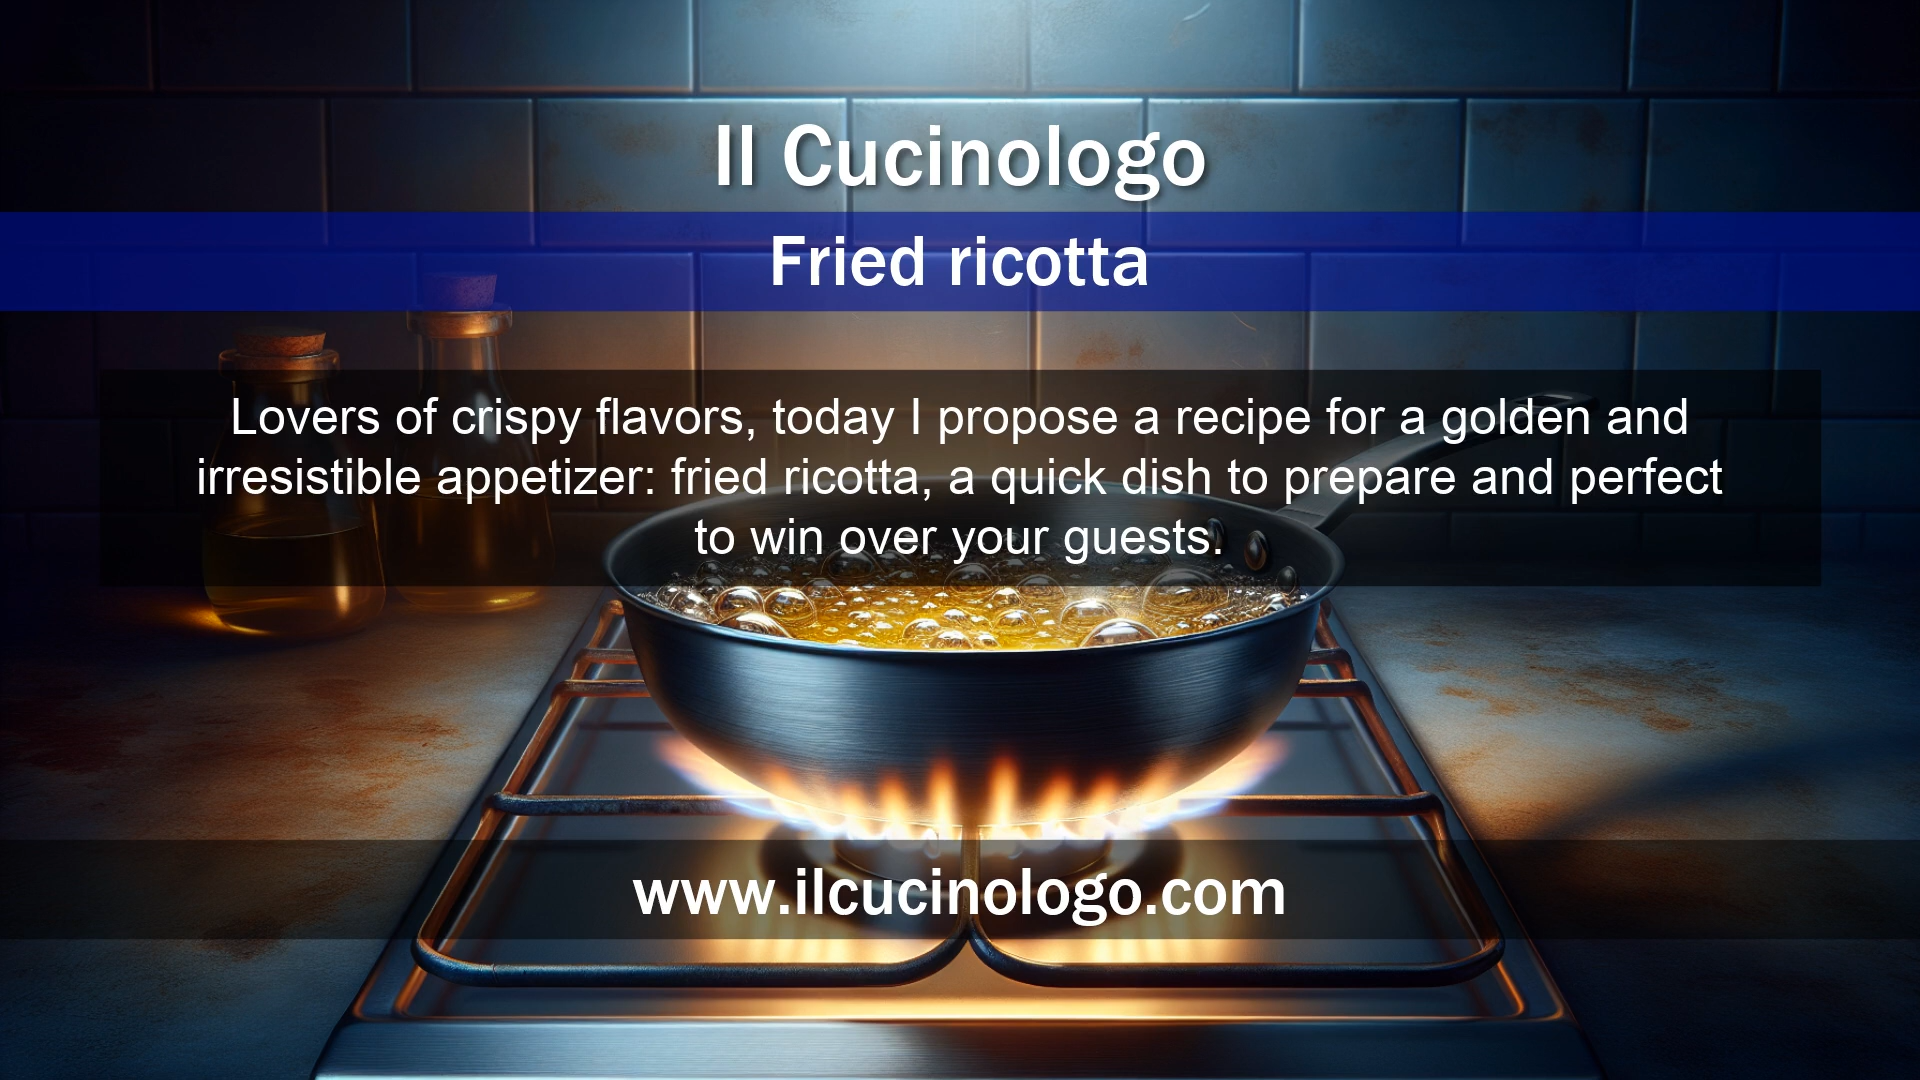 Il Cucinologo
Fried ricotta
Lovers of crispy flavors, today I propose a recipe for a golden and
irresistible appetizer: fried ricotta, a quick dish to prepare and perfect
to win over your guests.
www.ilcucinologo.com